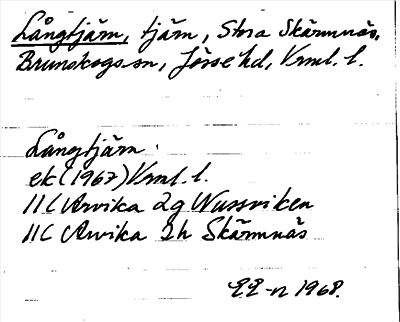 Långtjärn, tjärn, Stora Skärmnäs,
Brunskogs sn, Jösse hd, Vrml. l.
Långtjärn.
ek (1967) Vrml. l.
11C Arvika 2g Wussviken
11C Arvika 2h Skärmnäs
E.E-n 1968.